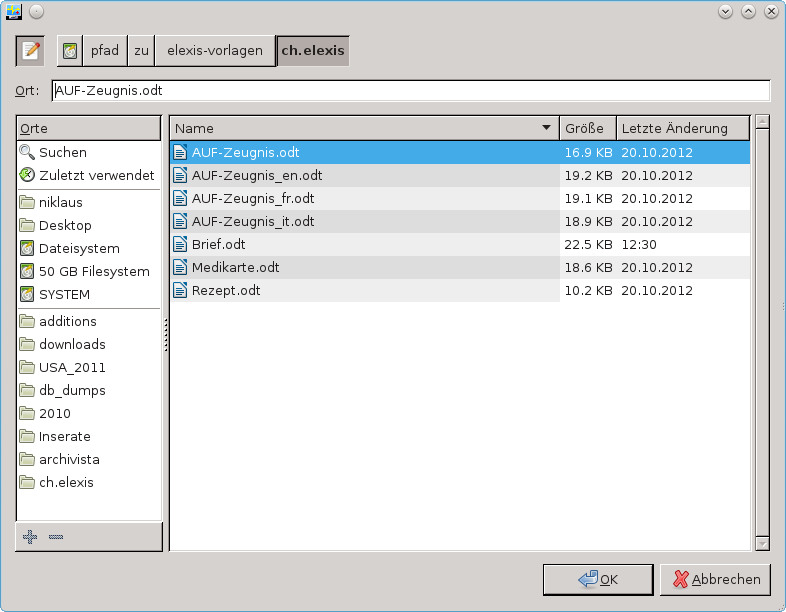 pfad zu elexis-vorlagen ch.elexis
Ort: AUF-Zeugnis.odt
Orte
Suchen
Zuletzt verwendet
niklaus
Desktop
Dateisystem
50 GB Filesystem
SYSTEM
additions
downloads
USA_2011
db_dumps
2010
Inserate
archivista
ch.elexis
Name Größe Letzte Änderung
AUF-Zeugnis.odt 16.9 KB 20.10.2012
AUF-Zeugnis_en.odt 19.2 KB 20.10.2012
AUF-Zeugnis_fr.odt 19.1 KB 20.10.2012
AUF-Zeugnis_it.odt 18.9 KB 20.10.2012
Brief.odt 22.5 KB 12:30
Medikarte.odt 18.6 KB 20.10.2012
Rezept.odt 10.2 KB 20.10.2012
OK Abbrechen